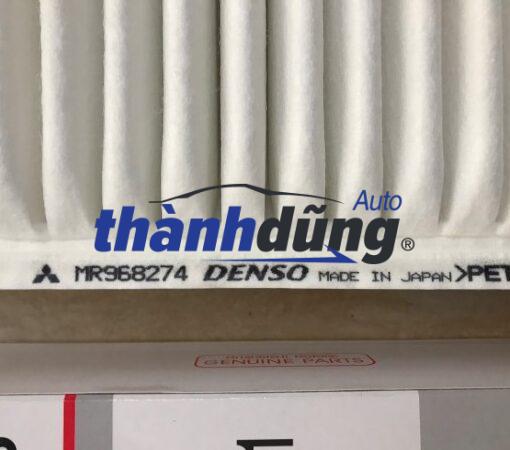 Auto
thànhdũng®
MR968274 DENSO MADE IN JAPAN >PET
GENUINE PARTS